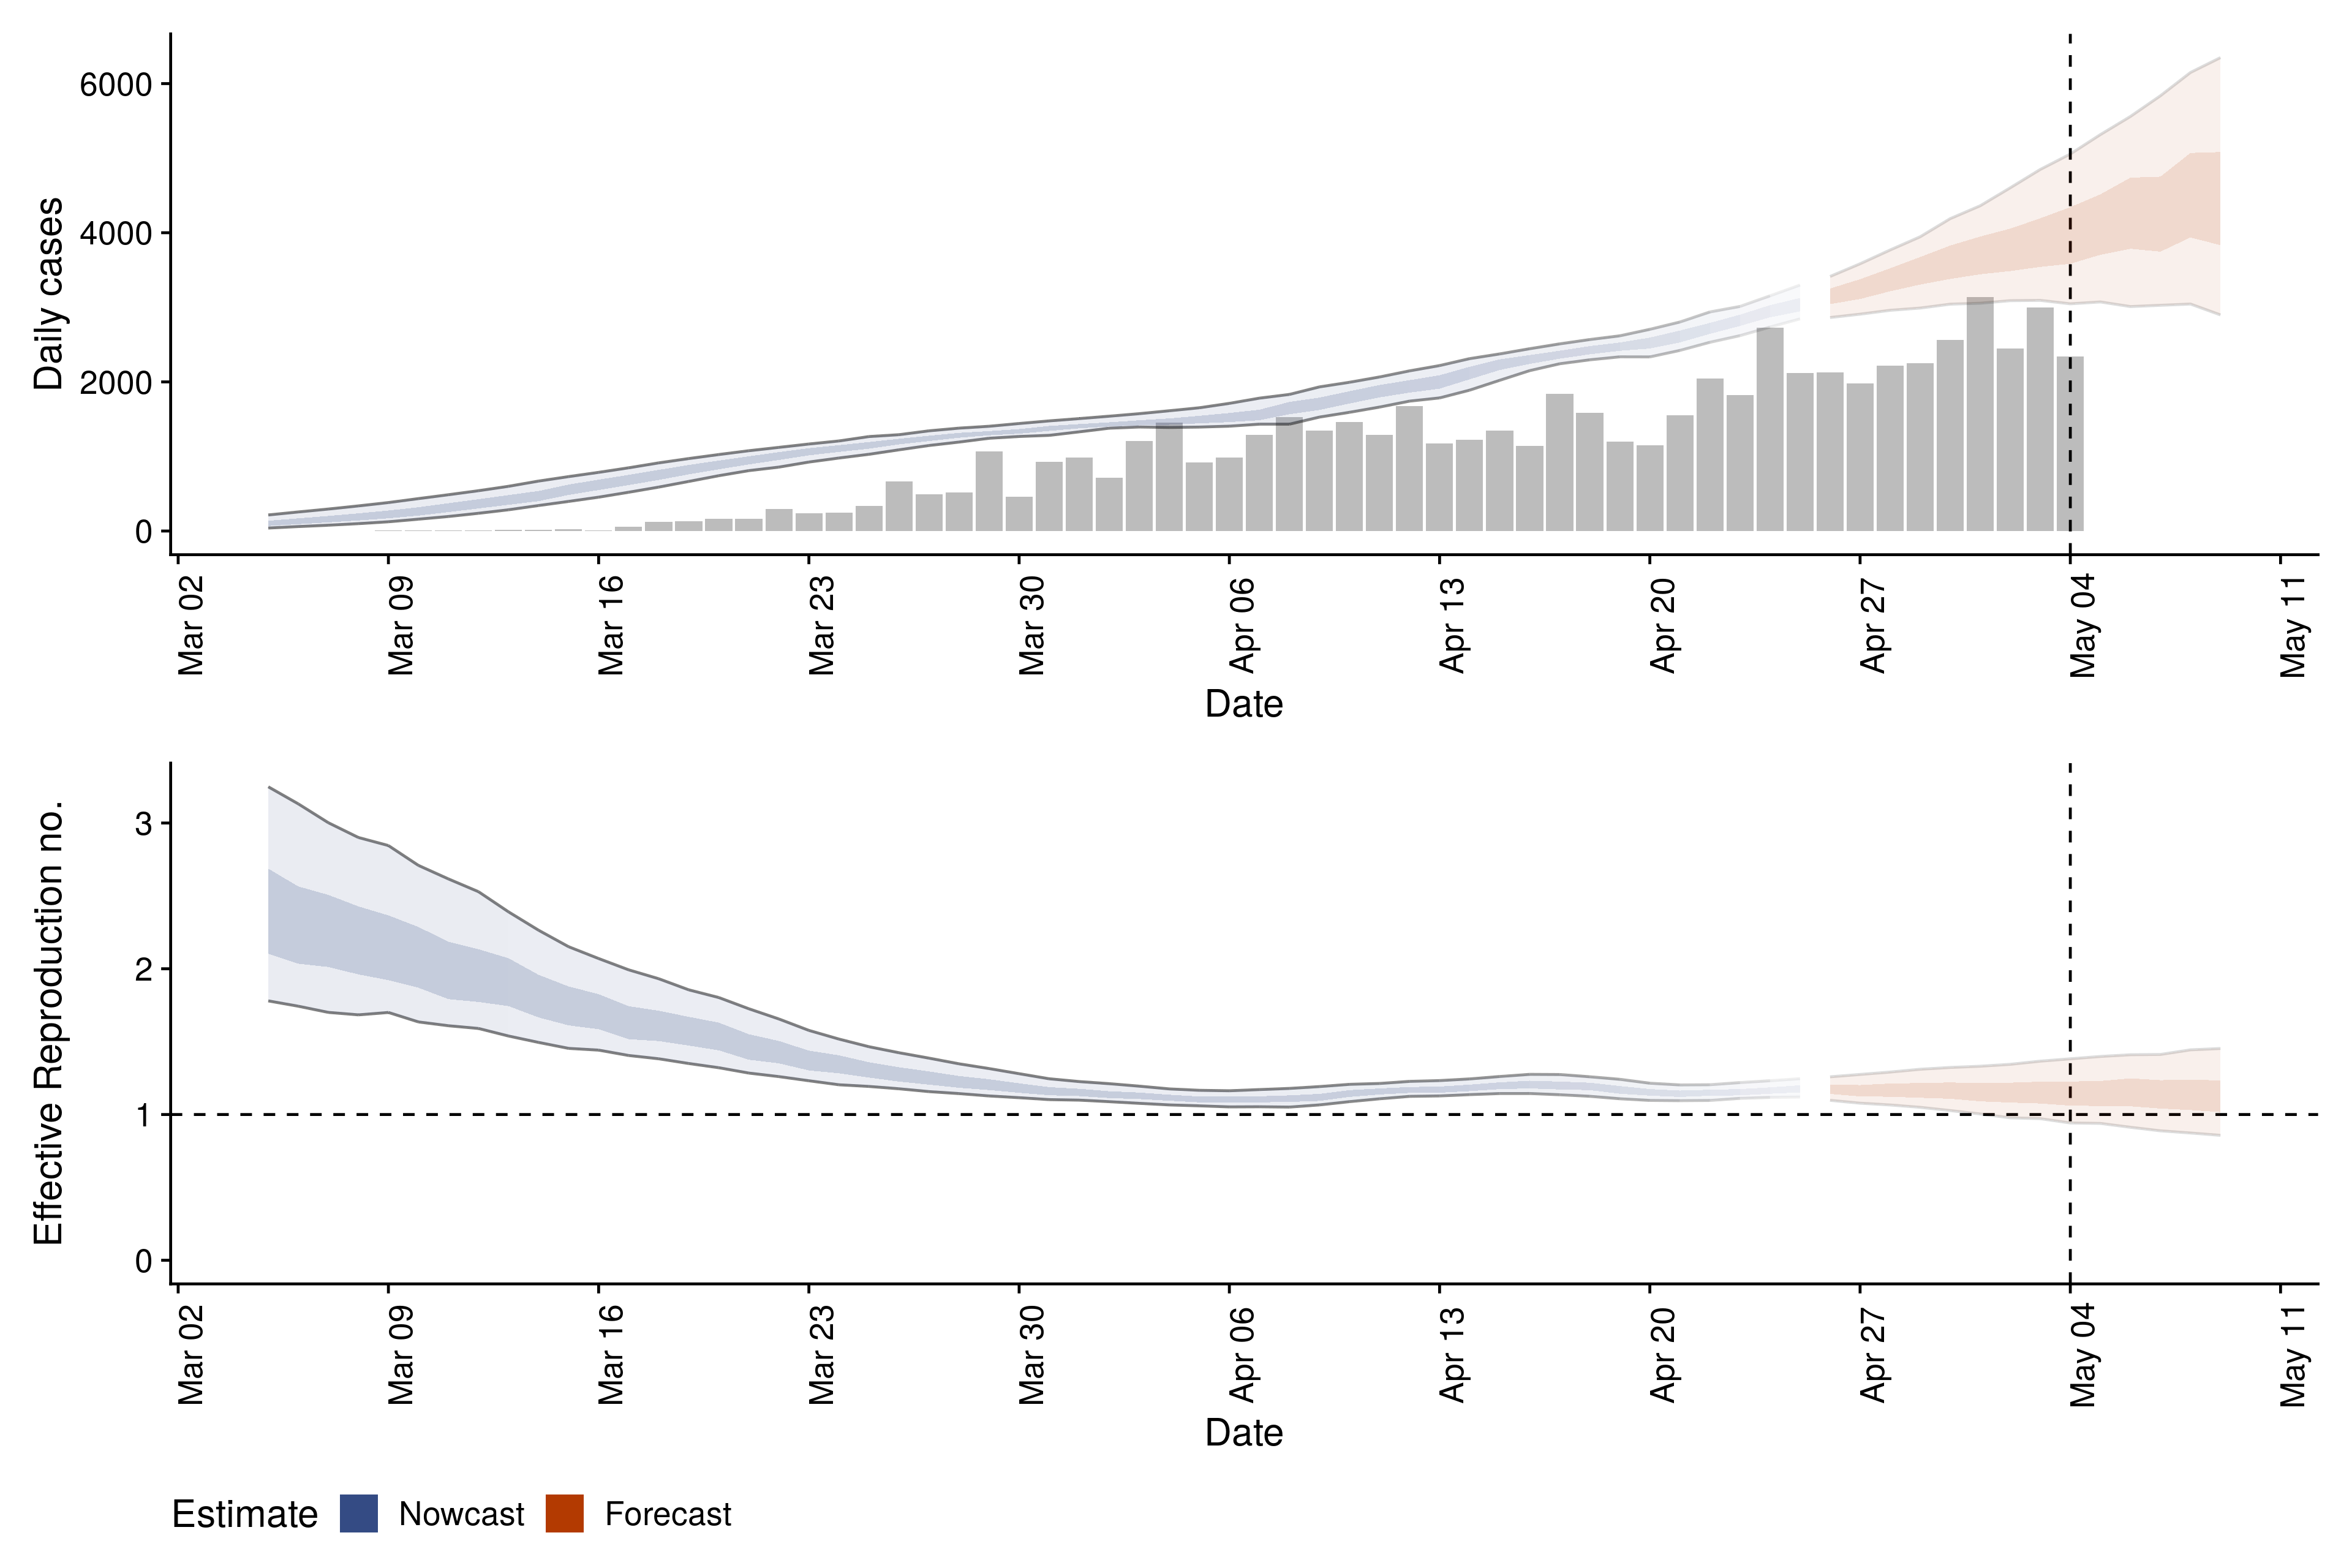 Daily cases
6000
4000
2000
0
Mar 02
Mar 09
Mar 16
Mar 23
Mar 30
Apr 06
Apr 13
Apr 20
Apr 27
May 04
May 11
Date
Effective Reproduction no.
3
2
1
0
Mar 02
Mar 09
Mar 16
Mar 23
Mar 30
Apr 06
Apr 13
Apr 20
Apr 27
May 04
May 11
Date
Estimate Nowcast Forecast